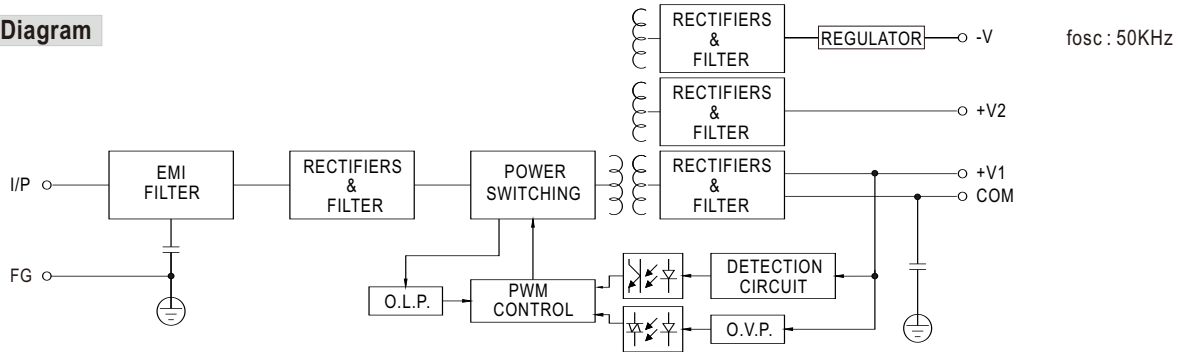 Diagram
RECTIFIERS
&
FILTER
REGULATOR
-V
fosc : 50KHz
RECTIFIERS
&
FILTER
+V2
I/P
EMI
FILTER
RECTIFIERS
&
FILTER
POWER
SWITCHING
RECTIFIERS
&
FILTER
+V1
COM
FG
O.L.P.
PWM
CONTROL
DETECTION
CIRCUIT
O.V.P.